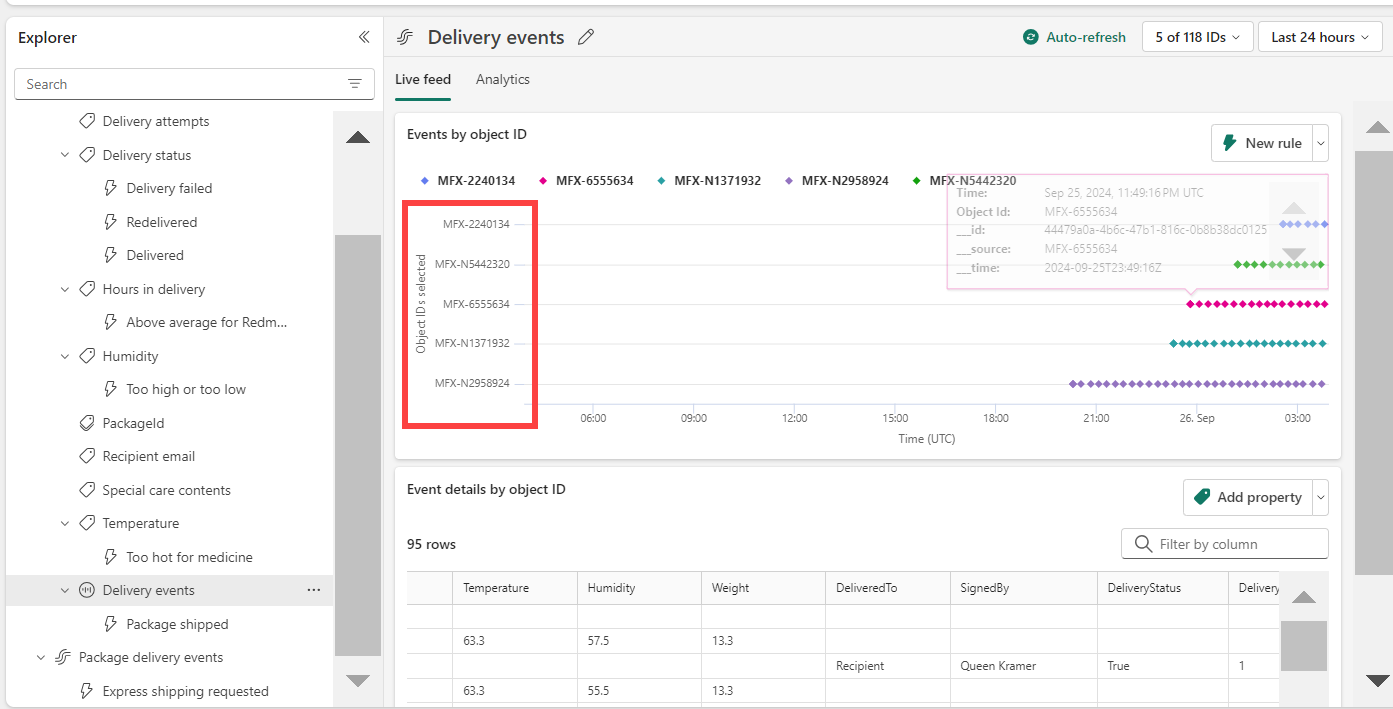 Explorer
Search
Delivery attempts
Delivery status
Delivery failed
Redelivered
Delivered
Hours in delivery
Above average for Redm...
Humidity
Too high or too low
PackageId
Recipient email
Special care contents
Temperature
Too hot for medicine
Delivery events
Package shipped
Package delivery events
Express shipping requested
Delivery events
Auto-refresh
5 of 118 IDs
Last 24 hours
Live feed Analytics
Events by object ID
New rule
MFX-2240134 MFX-6555634 MFX-N1371932 MFX-N2958924 MFX-N5442320
Time: Sep 25, 2024, 11:49:16 PM UTC
Object Id: MFX-6555634
__id: 44479a0a-4b6c-47b1-816c-0b8b38dc0125
__source: MFX-6555634
__time: 2024-09-25T23:49:16Z
Object IDs selected
MFX-2240134
MFX-N5442320
MFX-6555634
MFX-N1371932
MFX-N2958924
06:00 09:00 12:00 15:00 18:00 21:00 26. Sep 03:00
Time (UTC)
Event details by object ID
Add property
95 rows
Filter by column
Temperature Humidity Weight DeliveredTo SignedBy DeliveryStatus Delivery
63.3 57.5 13.3
Recipient Queen Kramer True 1
63.3 55.5 13.3